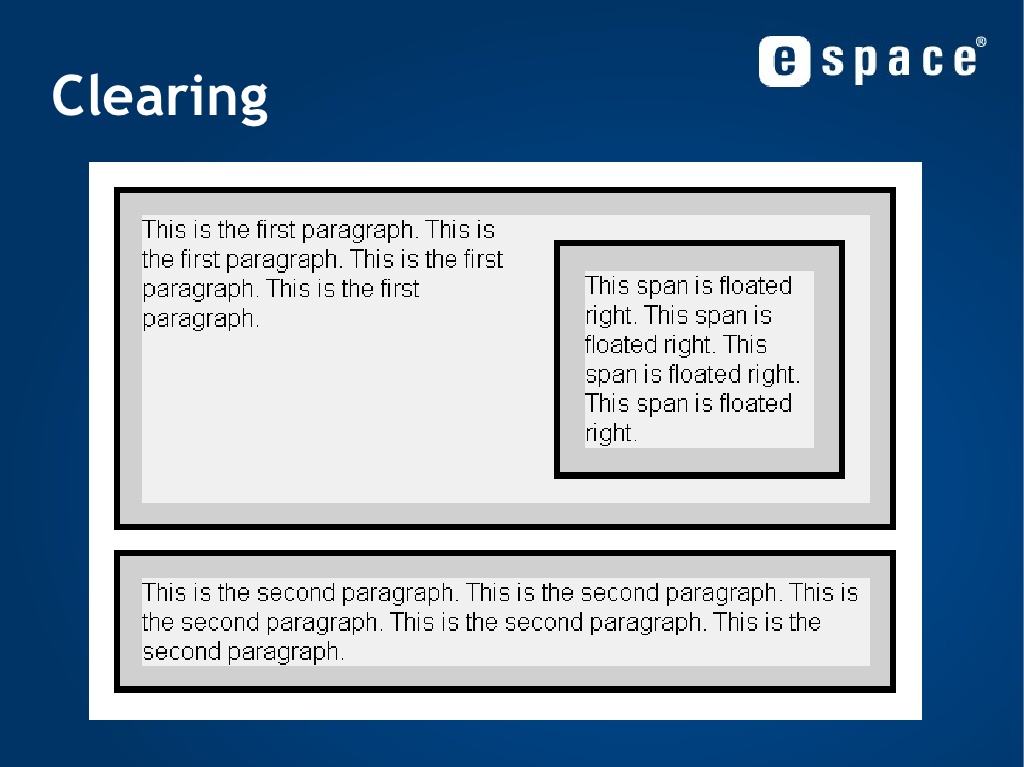 e space®
Clearing
This is the first paragraph. This is
the first paragraph. This is the first
paragraph. This is the first
paragraph.
This span is floated
right. This span is
floated right. This
span is floated right.
This span is floated
right.
This is the second paragraph. This is the second paragraph. This is
the second paragraph. This is the second paragraph. This is the
second paragraph.